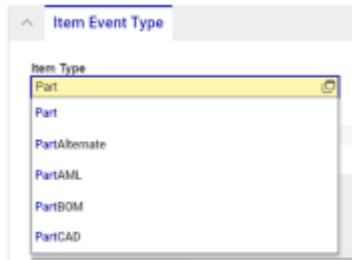 Item Event Type
Item Type
Part
Part
PartAlternate
PartAML
PartBOM
PartCAD